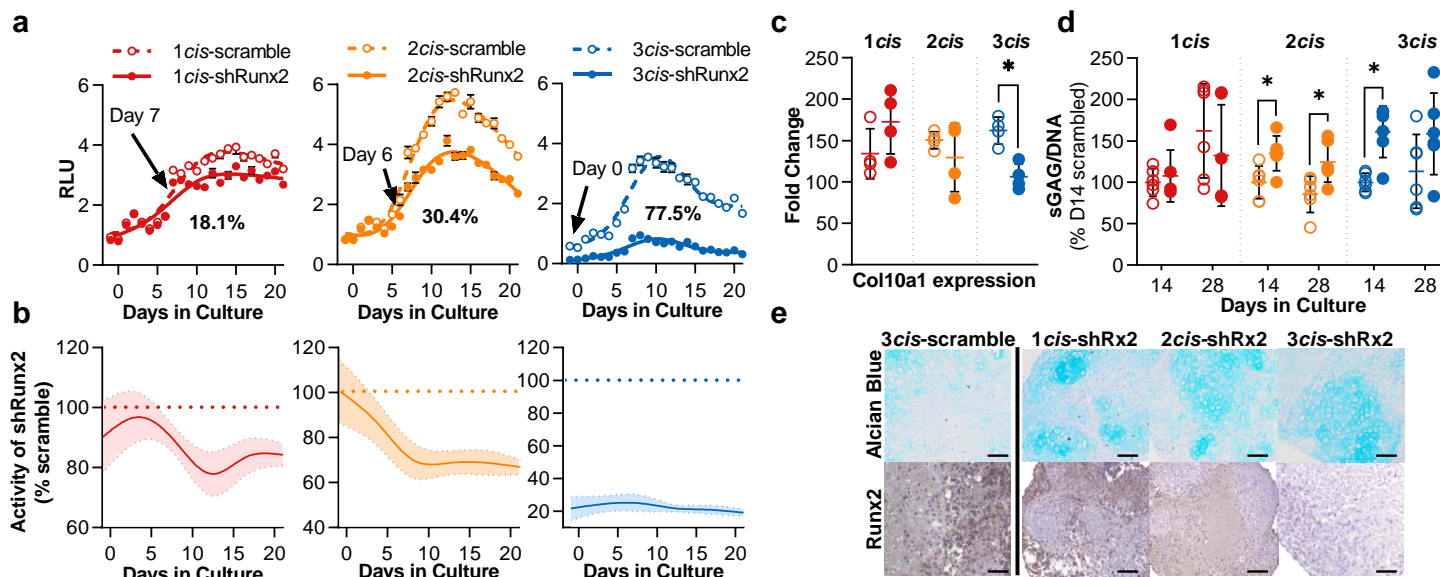 a
1cis-scramble
1cis-shRunx2
2cis-scramble
2cis-shRunx2
3cis-scramble
3cis-shRunx2
RLU
6
4
2
0
Day 7
18.1%
0 5 10 15 20
Days in Culture
6
4
2
0
Day 6
30.4%
0 5 10 15 20
Days in Culture
6
4
2
0
Day 0
77.5%
0 5 10 15 20
Days in Culture
b
Activity of shRunx2
(% scramble)
120
100
80
60
0 5 10 15 20
Days in Culture
120
100
80
60
40
0 5 10 15 20
Days in Culture
120
100
80
60
40
20
0 5 10 15 20
Days in Culture
c
1cis 2cis 3cis
Fold Change
250
200
150
100
50
0
*
Col10a1 expression
d
1cis 2cis 3cis
sGAG/DNA
(% D14 scrambled)
250
200
150
100
50
0
* * *
14 28 14 28 14 28
Days in Culture
e
3cis-scramble 1cis-shRx2 2cis-shRx2 3cis-shRx2
Alcian Blue
Runx2